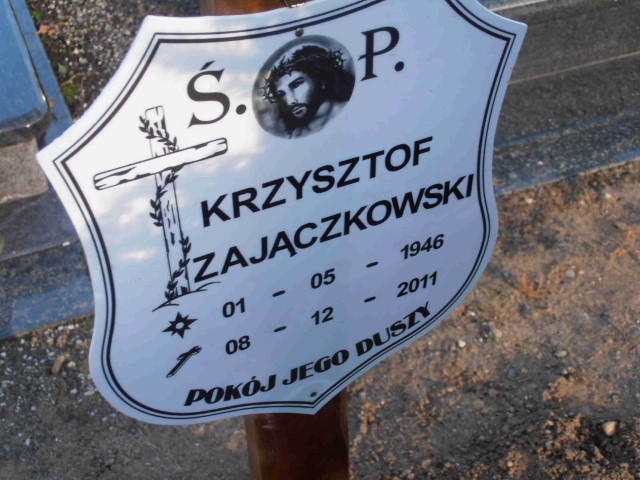 Ś. P.
KRZYSZTOF
ZAJĄCZKOWSKI
01 - 05 - 1946
08 - 12 - 2011
POKÓJ JEGO DUSZY